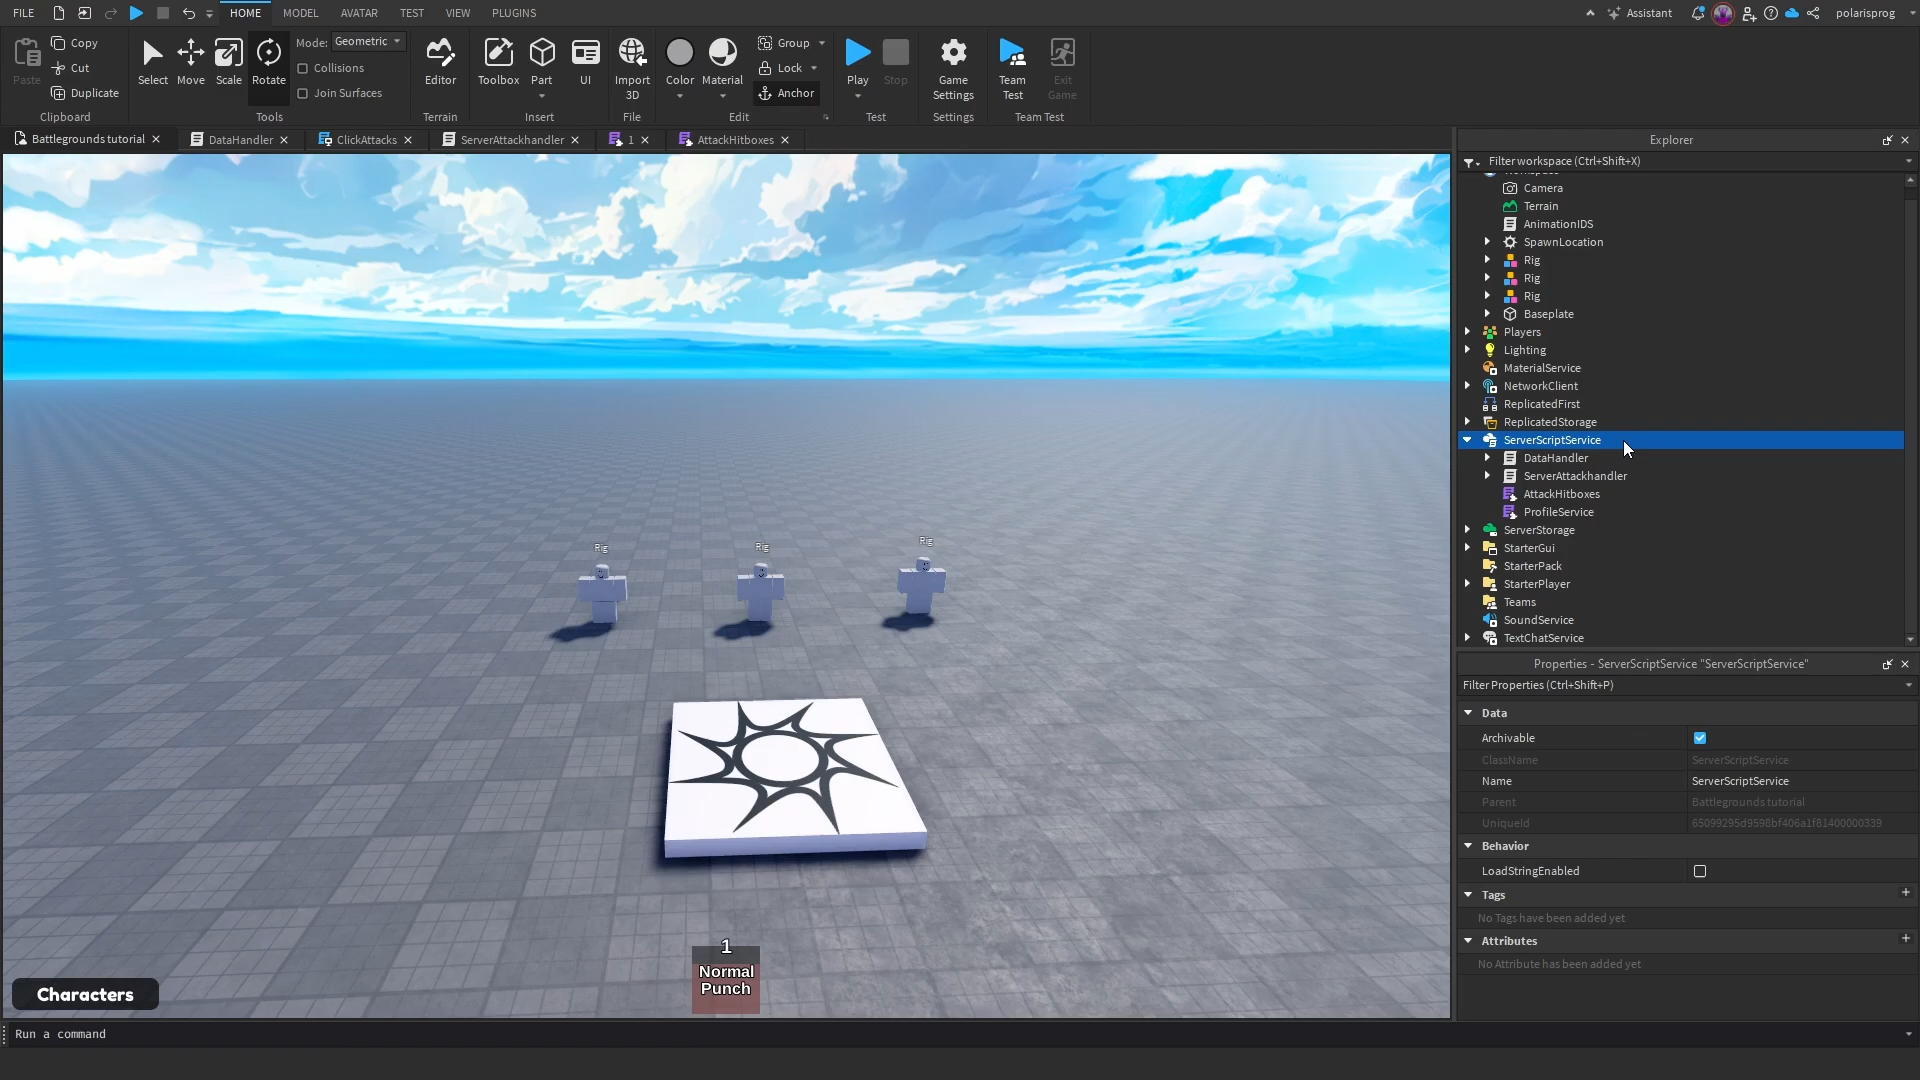 FILE
HOME
MODEL
AVATAR
TEST
VIEW
PLUGINS
Assistant
polarisprog
Paste
Copy
Cut
Duplicate
Clipboard
Select
Move
Scale
Rotate
Mode: Geometric
Collisions
Join Surfaces
Tools
Editor
Terrain
Toolbox
Part
UI
Insert
Import
3D
File
Color
Material
Group
Lock
Anchor
Edit
Play
Stop
Test
Game
Settings
Settings
Team
Test
Exit
Game
Team Test
Battlegrounds tutorial
DataHandler
ClickAttacks
ServerAttackhandler
1
AttackHitboxes
Rig
Rig
Rig
1
Normal
Punch
Characters
Run a command
Explorer
Filter workspace (Ctrl+Shift+X)
Workspace
Camera
Terrain
AnimationIDS
SpawnLocation
Rig
Rig
Rig
Baseplate
Players
Lighting
MaterialService
NetworkClient
ReplicatedFirst
ReplicatedStorage
ServerScriptService
DataHandler
ServerAttackhandler
AttackHitboxes
ProfileService
ServerStorage
StarterGui
StarterPack
StarterPlayer
Teams
SoundService
TextChatService
Properties - ServerScriptService "ServerScriptService"
Filter Properties (Ctrl+Shift+P)
Data
Archivable
ClassName ServerScriptService
Name ServerScriptService
Parent Battlegrounds tutorial
UniqueId 65099295d9598bf406a1f81400000339
Behavior
LoadStringEnabled
Tags
No Tags have been added yet
Attributes
No Attribute has been added yet